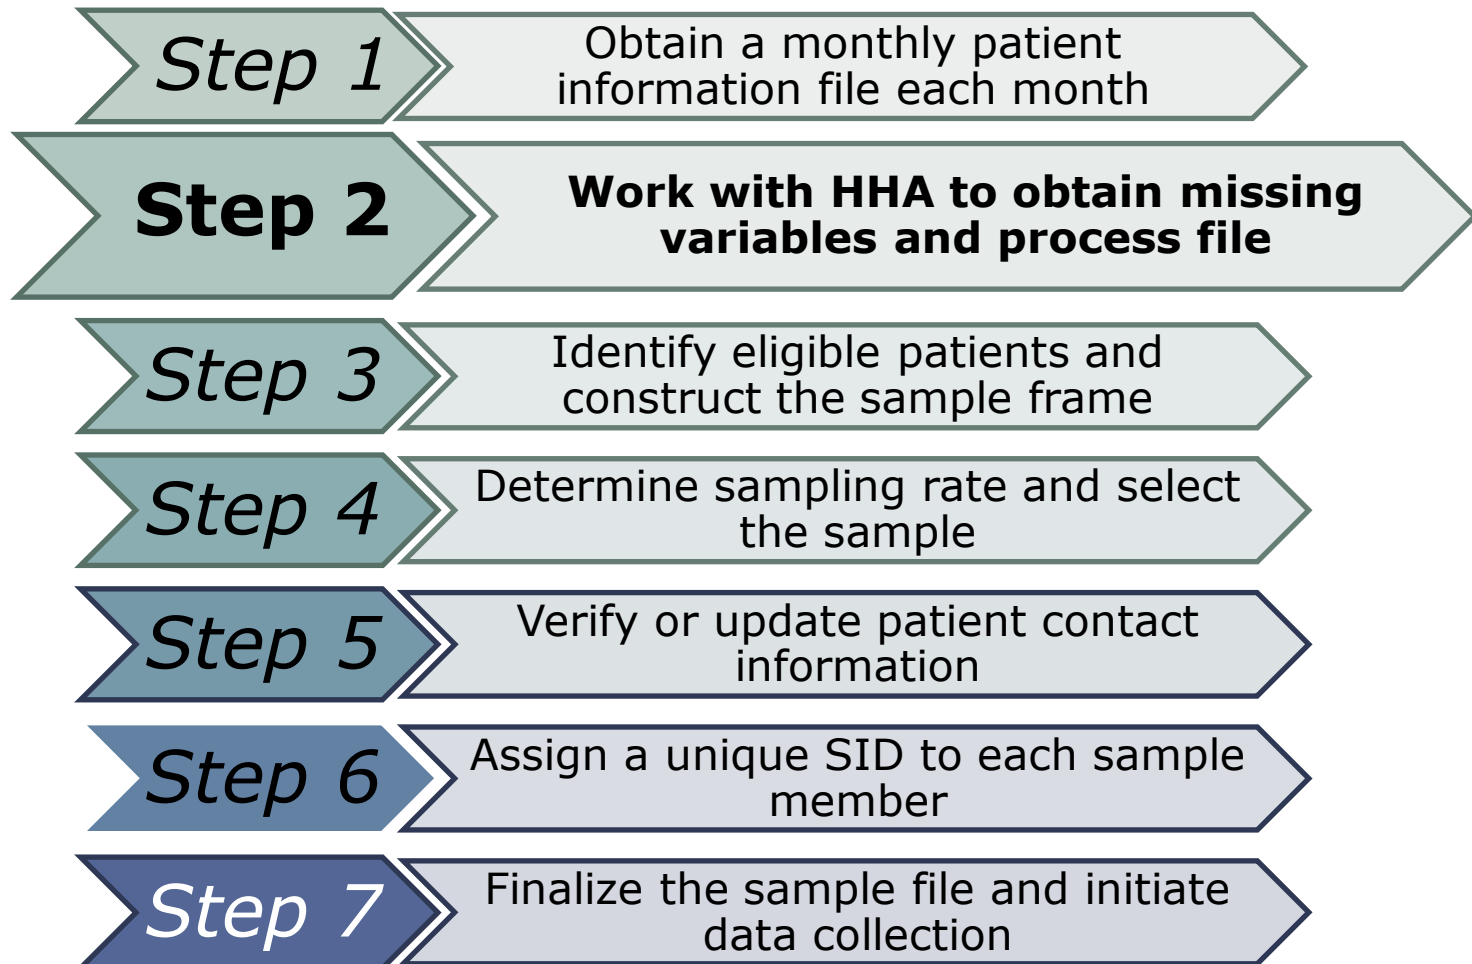 Step 1
Obtain a monthly patient
information file each month
Step 2
Work with HHA to obtain missing
variables and process file
Step 3
Identify eligible patients and
construct the sample frame
Step 4
Determine sampling rate and select
the sample
Step 5
Verify or update patient contact
information
Step 6
Assign a unique SID to each sample
member
Step 7
Finalize the sample file and initiate
data collection